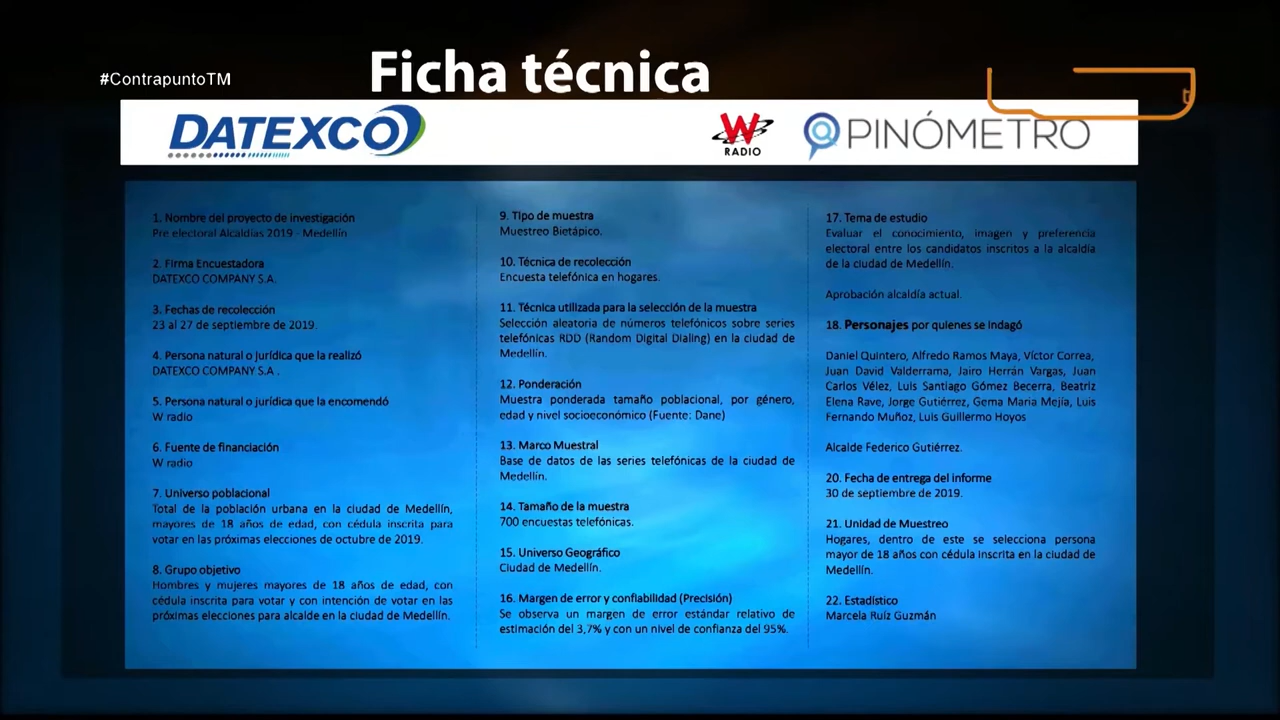 Ficha técnica
#ContrapuntoTM
DATEXCO
W
RADIO
PINÓMETRO
1. Nombre del proyecto de investigación
Pre electoral Alcaldías 2019 - Medellín
2. Firma Encuestadora
DATEXCO COMPANY S.A.
3. Fechas de recolección
23 al 27 de septiembre de 2019.
4. Persona natural o jurídica que la realizó
DATEXCO COMPANY S.A .
5. Persona natural o jurídica que la encomendó
W radio
6. Fuente de financiación
W radio
7. Universo poblacional
Total de la población urbana en la ciudad de Medellín,
mayores de 18 años de edad, con cédula inscrita para
votar en las próximas elecciones de octubre de 2019.
8. Grupo objetivo
Hombres y mujeres mayores de 18 años de edad, con
cédula inscrita para votar y con intención de votar en las
próximas elecciones para alcalde en la ciudad de Medellín.
9. Tipo de muestra
Muestreo Bietápico.
10. Técnica de recolección
Encuesta telefónica en hogares.
11. Técnica utilizada para la selección de la muestra
Selección aleatoria de números telefónicos sobre series
telefónicas RDD (Random Digital Dialing) en la ciudad de
Medellín.
12. Ponderación
Muestra ponderada tamaño poblacional, por género,
edad y nivel socioeconómico (Fuente: Dane)
13. Marco Muestral
Base de datos de las series telefónicas de la ciudad de
Medellín.
14. Tamaño de la muestra
700 encuestas telefónicas.
15. Universo Geográfico
Ciudad de Medellín.
16. Margen de error y confiabilidad (Precisión)
Se observa un margen de error estándar relativo de
estimación del 3,7% y con un nivel de confianza del 95%.
17. Tema de estudio
Evaluar el conocimiento, imagen y preferencia
electoral entre los candidatos inscritos a la alcaldía
de la ciudad de Medellín.
Aprobación alcaldía actual.
18. Personajes por quienes se indagó
Daniel Quintero, Alfredo Ramos Maya, Víctor Correa,
Juan David Valderrama, Jairo Herrán Vargas, Juan
Carlos Vélez, Luis Santiago Gómez Becerra, Beatriz
Elena Rave, Jorge Gutiérrez, Gema Maria Mejía, Luis
Fernando Muñoz, Luis Guillermo Hoyos
Alcalde Federico Gutiérrez.
20. Fecha de entrega del informe
30 de septiembre de 2019.
21. Unidad de Muestreo
Hogares, dentro de este se selecciona persona
mayor de 18 años con cédula inscrita en la ciudad de
Medellín.
22. Estadístico
Marcela Ruíz Guzmán